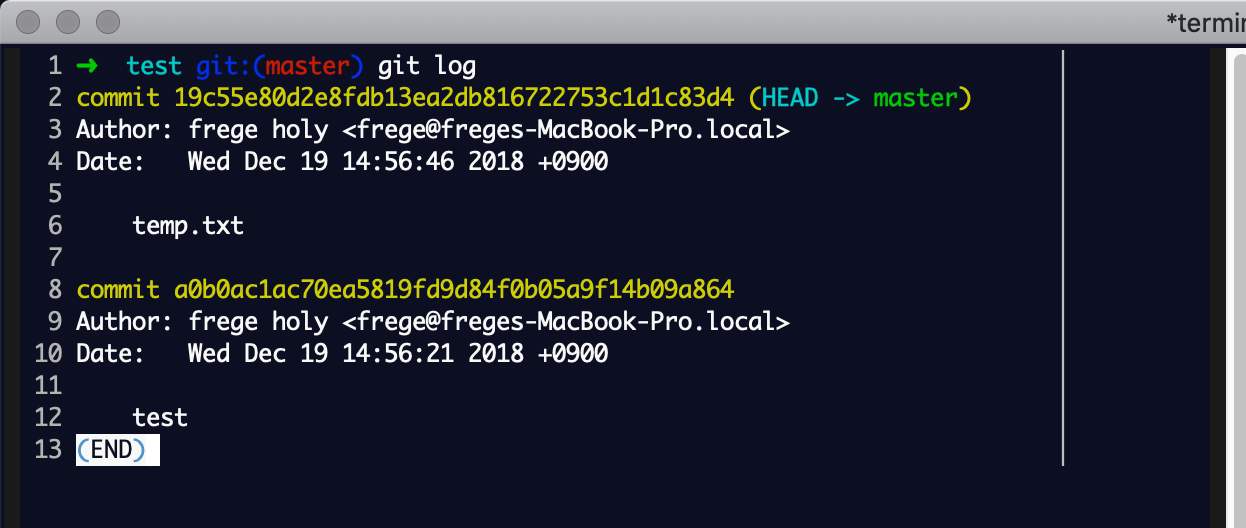 *termin
1 ➜  test git:(master) git log
2 commit 19c55e80d2e8fdb13ea2db816722753c1d1c83d4 (HEAD -> master)
3 Author: frege holy <frege@freges-MacBook-Pro.local>
4 Date:   Wed Dec 19 14:56:46 2018 +0900
5
6     temp.txt
7
8 commit a0b0ac1ac70ea5819fd9d84f0b05a9f14b09a864
9 Author: frege holy <frege@freges-MacBook-Pro.local>
10 Date:   Wed Dec 19 14:56:21 2018 +0900
11
12     test
13 (END)